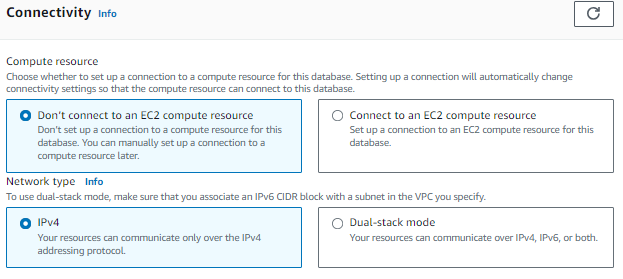 Connectivity Info
Compute resource
Choose whether to set up a connection to a compute resource for this database. Setting up a connection will automatically change
connectivity settings so that the compute resource can connect to this database.
Don't connect to an EC2 compute resource
Don't set up a connection to a compute resource for this
database. You can manually set up a connection to a
compute resource later.
Connect to an EC2 compute resource
Set up a connection to an EC2 compute resource for this
database.
Network type Info
To use dual-stack mode, make sure that you associate an IPv6 CIDR block with a subnet in the VPC you specify.
IPv4
Your resources can communicate only over the IPv4
addressing protocol.
Dual-stack mode
Your resources can communicate over IPv4, IPv6, or both.